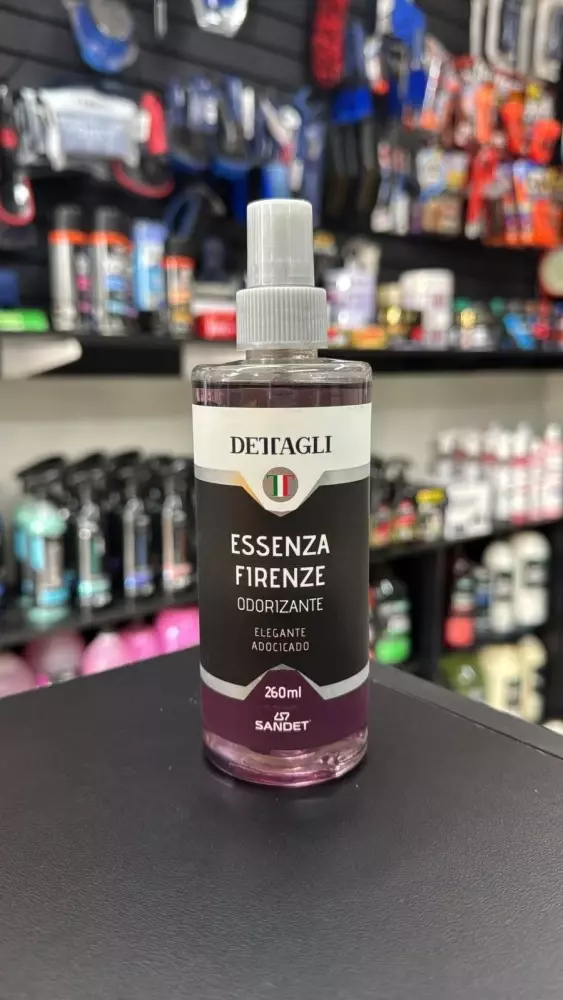 DETTAGLI
ESSENZA
FIRENZE
ODORIZANTE
ELEGANTE
ADOCICADO
260ml
SANDET